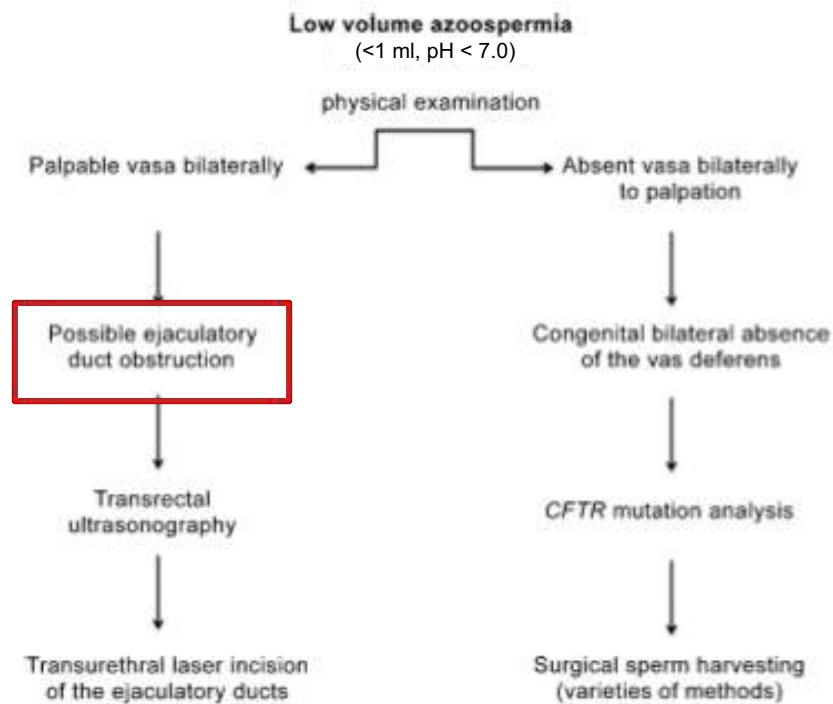 Low volume azoospermia
(<1 ml, pH < 7.0)
physical examination
Palpable vasa bilaterally
Absent vasa bilaterally
to palpation
Possible ejaculatory
duct obstruction
Congenital bilateral absence
of the vas deferens
Transrectal
ultrasonography
CFTR mutation analysis
Transurethral laser incision
of the ejaculatory ducts
Surgical sperm harvesting
(varieties of methods)